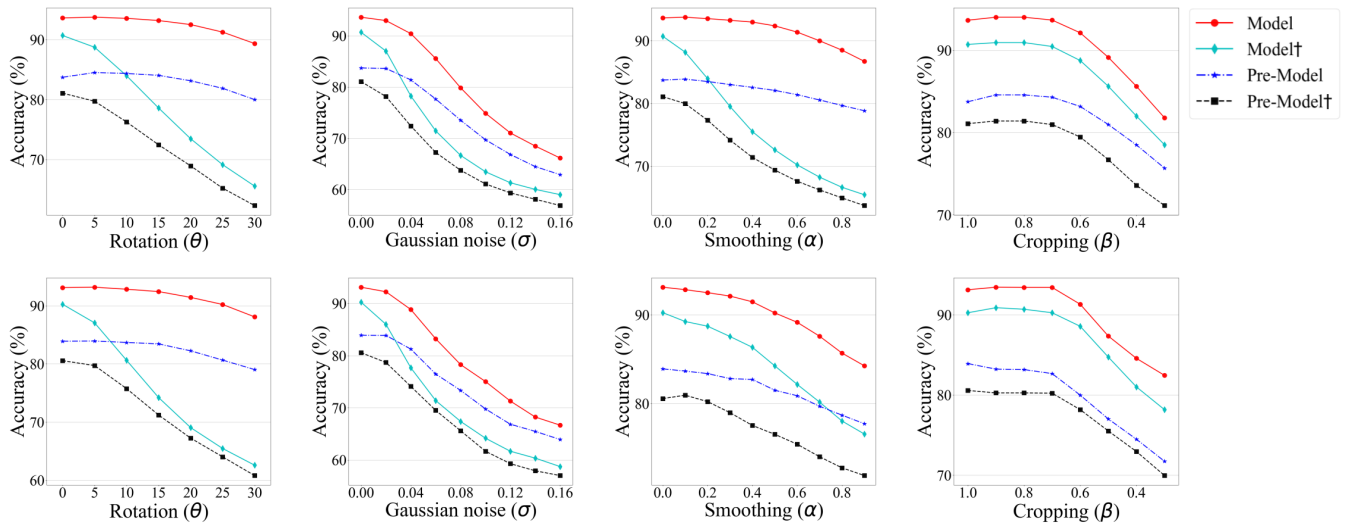 Accuracy (%)
90
80
70
0 5 10 15 20 25 30
Rotation (θ)
Accuracy (%)
90
80
70
60
0.00 0.04 0.08 0.12 0.16
Gaussian noise (σ)
Accuracy (%)
90
80
70
0.0 0.2 0.4 0.6 0.8
Smoothing (α)
Accuracy (%)
90
80
70
1.0 0.8 0.6 0.4
Cropping (β)
Model
Model†
Pre-Model
Pre-Model†
Accuracy (%)
90
80
70
60
0 5 10 15 20 25 30
Rotation (θ)
Accuracy (%)
90
80
70
60
0.00 0.04 0.08 0.12 0.16
Gaussian noise (σ)
Accuracy (%)
90
80
0.0 0.2 0.4 0.6 0.8
Smoothing (α)
Accuracy (%)
90
80
70
1.0 0.8 0.6 0.4
Cropping (β)